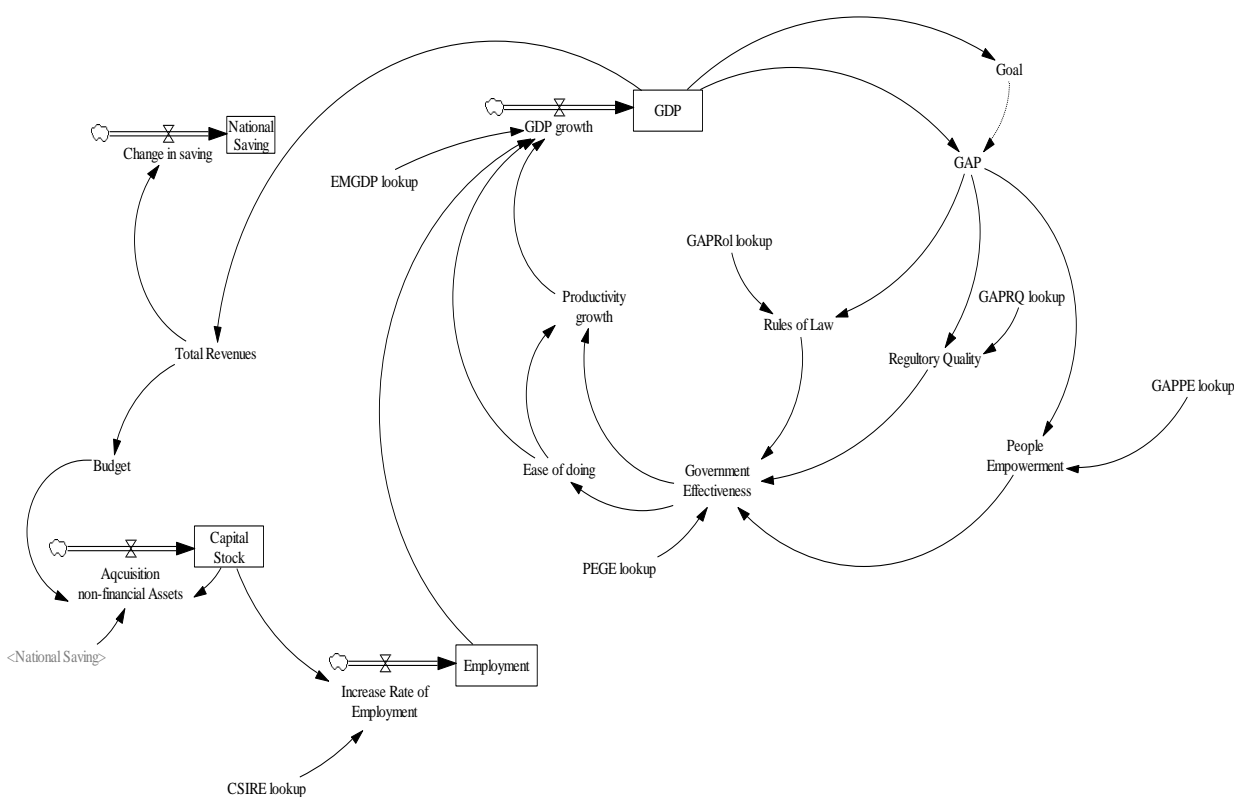 Goal
GDP
National
Saving
GDP growth
Change in saving
GAP
EMGDP lookup
GAPRol lookup
Productivity
growth
GAPRQ lookup
Rules of Law
Total Revenues
Regultory Quality
GAPPE lookup
People
Empowerment
Budget
Ease of doing
Government
Effectiveness
Capital
Stock
PEGE lookup
Aqcuisition
non-financial Assets
<National Saving>
Employment
Increase Rate of
Employment
CSIRE lookup